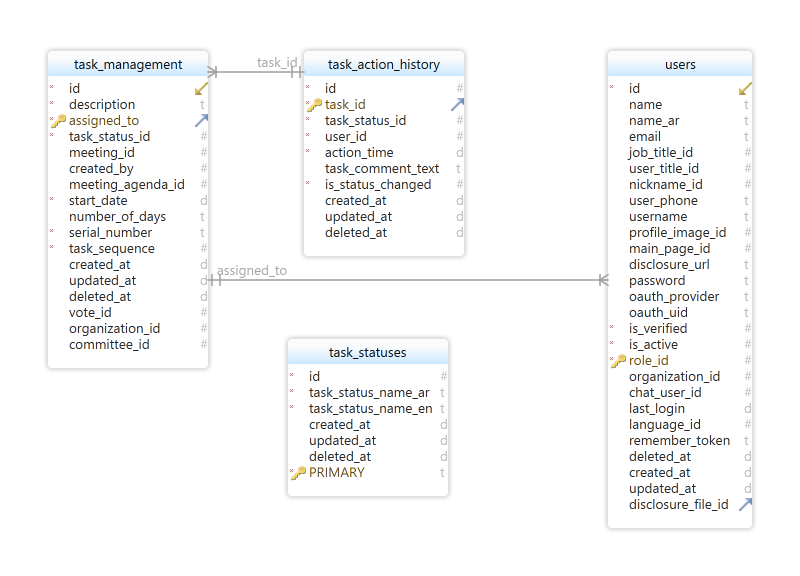 task_management
id
description t
assigned_to
task_status_id #
meeting_id #
created_by #
meeting_agenda_id #
start_date d
number_of_days t
serial_number t
task_sequence #
created_at d
updated_at d
deleted_at d
vote_id #
organization_id #
committee_id #
task_id
task_action_history
id #
task_id
task_status_id #
user_id #
action_time d
task_comment_text t
is_status_changed #
created_at d
updated_at d
deleted_at d
assigned_to
task_statuses
id #
task_status_name_ar t
task_status_name_en t
created_at d
updated_at d
deleted_at d
PRIMARY t
users
id
name t
name_ar t
email t
job_title_id #
user_title_id #
nickname_id #
user_phone t
username t
profile_image_id #
main_page_id #
disclosure_url t
password t
oauth_provider t
oauth_uid t
is_verified #
is_active #
role_id #
organization_id #
chat_user_id #
last_login d
language_id #
remember_token t
deleted_at d
created_at d
updated_at d
disclosure_file_id